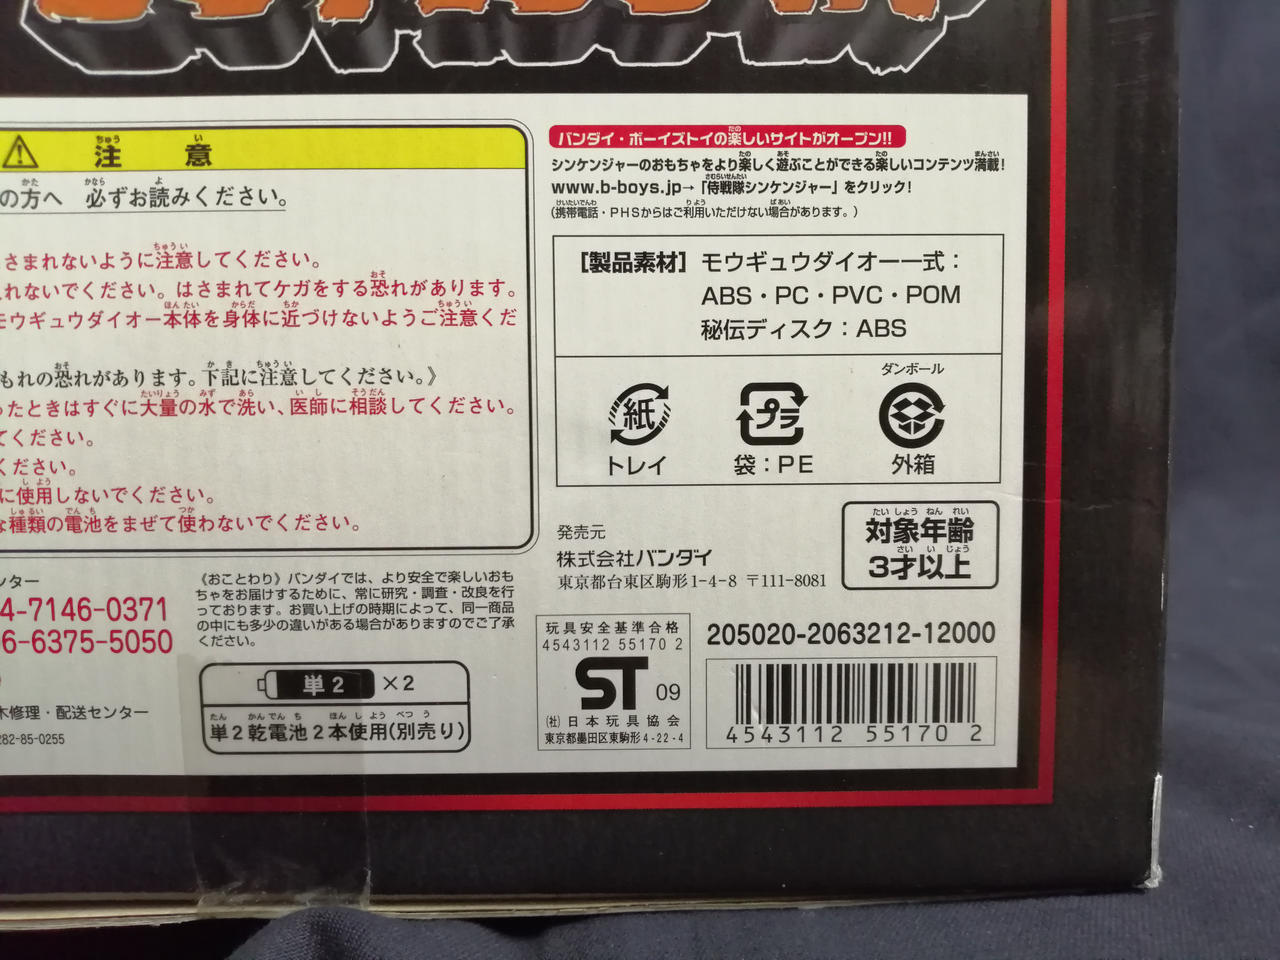 注意
の方へ 必ずお読みください。
さまれないように注意してください。
れないでください。はさまれてケガをする恐れがあります。
モウギュウダイオー本体を身体に近づけないようご注意くだ
もれの恐れがあります。下記に注意してください。》
ったときはすぐに大量の水で洗い、医師に相談してください。
てください。
ください。
に使用しないでください。
な種類の電池をまぜて使わないでください。
ンター
4-7146-0371
06-6375-5050
木修理・配送センター
282-85-0255
《おことわり》バンダイでは、より安全で楽しいおも
ちゃをお届けするために、常に研究・調査・改良を行
っております。お買い上げの時期によって、同一商品
の中にも多少の違いがある場合がありますのでご了承
ください。
単2 ×2
単2乾電池2本使用(別売り)
バンダイ・ボーイズトイの楽しいサイトがオープン!!
シンケンジャーのおもちゃをより楽しく遊ぶことができる楽しいコンテンツ満載!
www.b-boys.jp→「侍戦隊シンケンジャー」をクリック!
(携帯電話・PHSからはご利用いただけない場合があります。)
[製品素材] モウギュウダイオー一式:
ABS・PC・PVC・POM
秘伝ディスク:ABS
ダンボール
紙 プラ
トレイ 袋:PE 外箱
発売元
株式会社バンダイ
東京都台東区駒形1-4-8 〒111-8081
対象年齢
3才以上
玩具安全基準合格
4543112 55170 2
ST 09
(社)日本玩具協会
東京都墨田区東駒形4-22-4
205020-2063212-12000
4543112 55170 2